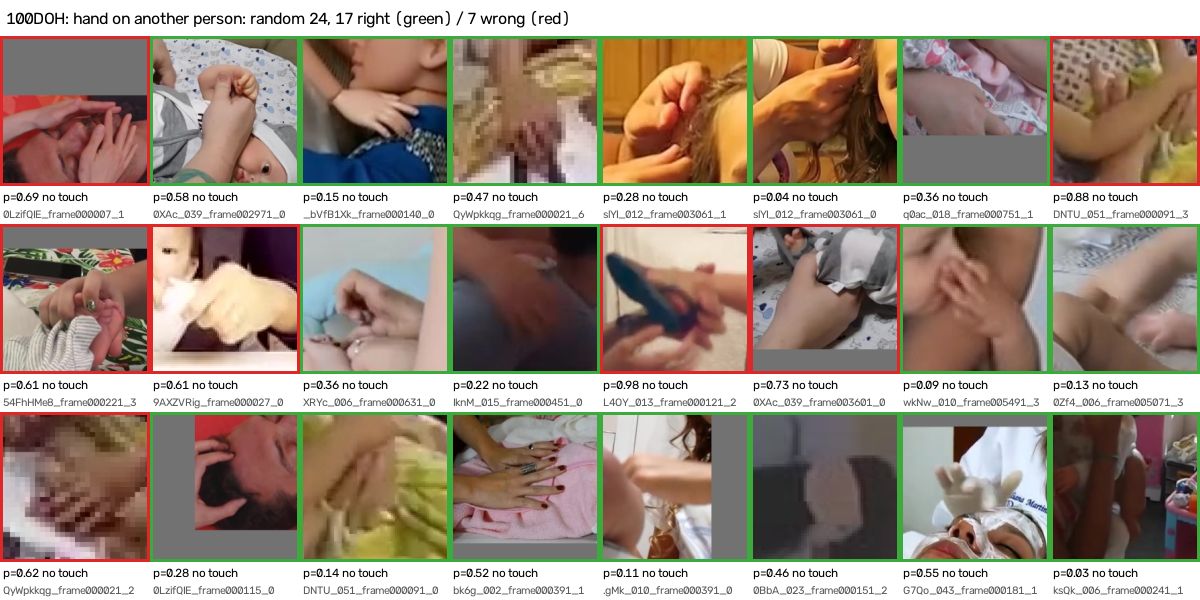 100DOH: hand on another person: random 24, 17 right (green) / 7 wrong (red)
p=0.69 no touch
0LzifQIE_frame000007_1
p=0.58 no touch
0XAc_039_frame002971_0
p=0.15 no touch
_bVfB1Xk_frame000140_0
p=0.47 no touch
QyWpkkqg_frame000021_6
p=0.28 no touch
slYl_012_frame003061_1
p=0.04 no touch
slYl_012_frame003061_0
p=0.36 no touch
q0ac_018_frame000751_1
p=0.88 no touch
DNTU_051_frame000091_3
p=0.61 no touch
54FhHMe8_frame000221_3
p=0.61 no touch
9AXZVRig_frame000027_0
p=0.36 no touch
XRYc_006_frame000631_0
p=0.22 no touch
lknM_015_frame000451_0
p=0.98 no touch
L4OY_013_frame000121_2
p=0.73 no touch
0XAc_039_frame003601_0
p=0.09 no touch
wkNw_010_frame005491_3
p=0.13 no touch
0Zf4_006_frame005071_3
p=0.62 no touch
QyWpkkqg_frame000021_2
p=0.28 no touch
0LzifQIE_frame000115_0
p=0.14 no touch
DNTU_051_frame000091_0
p=0.52 no touch
bk6g_002_frame000391_1
p=0.11 no touch
.gMk_010_frame000391_0
p=0.46 no touch
0BbA_023_frame000151_2
p=0.55 no touch
G7Qo_043_frame000181_1
p=0.03 no touch
ksQk_006_frame000241_1